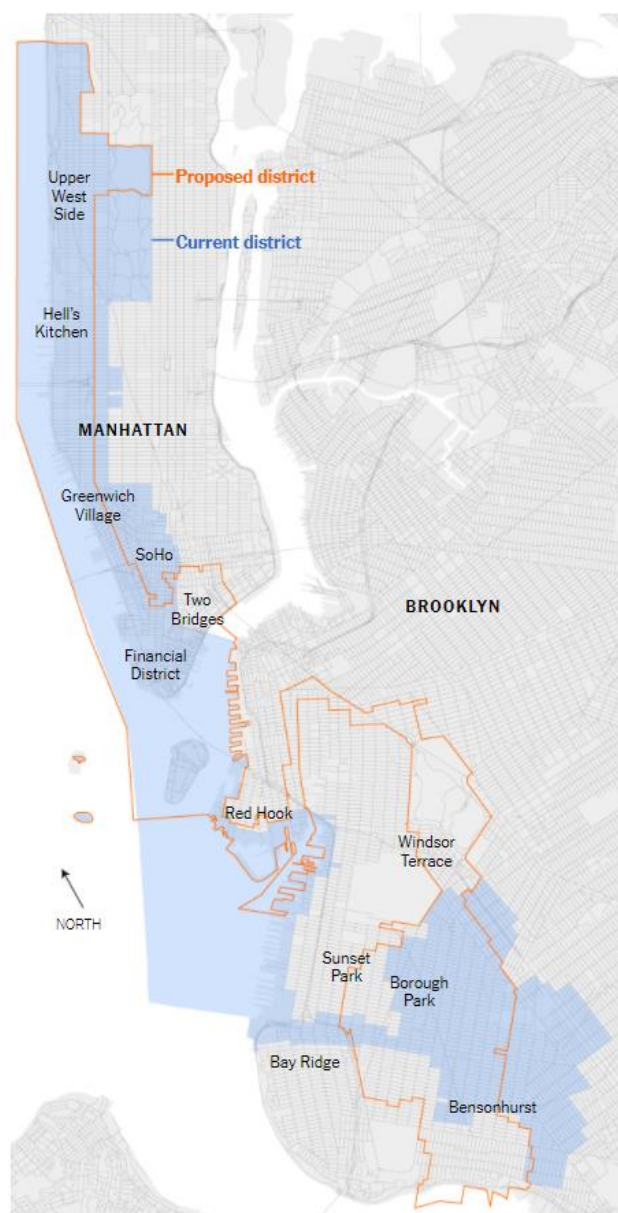 Upper
West
Side
Proposed district
Current district
Hell's
Kitchen
MANHATTAN
Greenwich
Village
SoHo
Two
Bridges
BROOKLYN
Financial
District
Red Hook
Windsor
Terrace
NORTH
Sunset
Park
Borough
Park
Bay Ridge
Bensonhurst